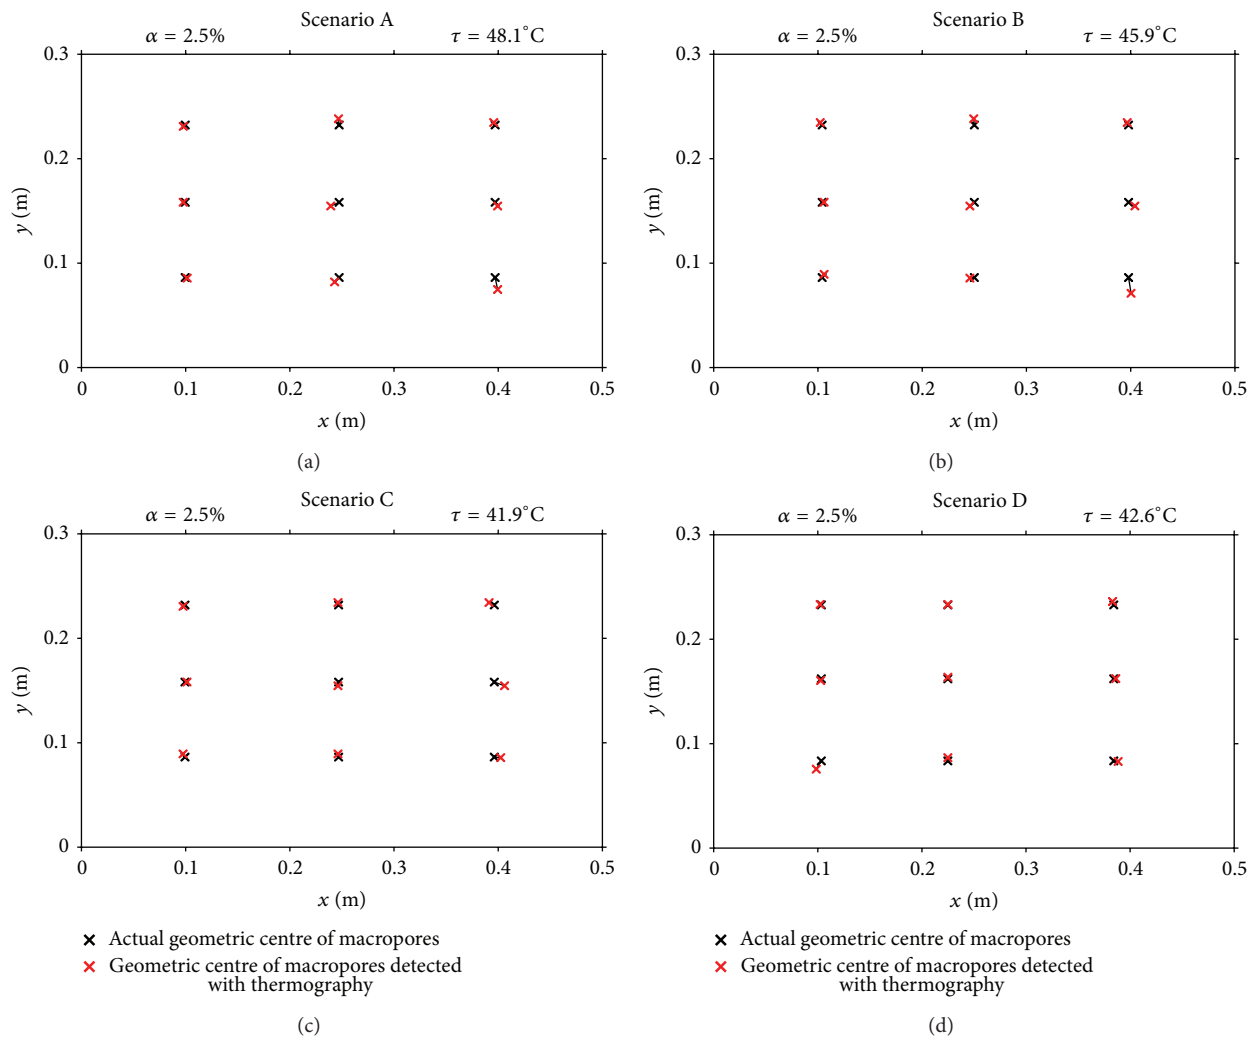 Scenario A
α = 2.5%
τ = 48.1°C
0.3
0.2
0.1
0
y (m)
0
0.1
0.2
0.3
0.4
0.5
x (m)
(a)
Scenario B
α = 2.5%
τ = 45.9°C
0.3
0.2
0.1
0
y (m)
0
0.1
0.2
0.3
0.4
0.5
x (m)
(b)
Scenario C
α = 2.5%
τ = 41.9°C
0.3
0.2
0.1
0
y (m)
0
0.1
0.2
0.3
0.4
0.5
x (m)
Actual geometric centre of macropores
Geometric centre of macropores detected
with thermography
(c)
Scenario D
α = 2.5%
τ = 42.6°C
0.3
0.2
0.1
0
y (m)
0
0.1
0.2
0.3
0.4
0.5
x (m)
Actual geometric centre of macropores
Geometric centre of macropores detected
with thermography
(d)